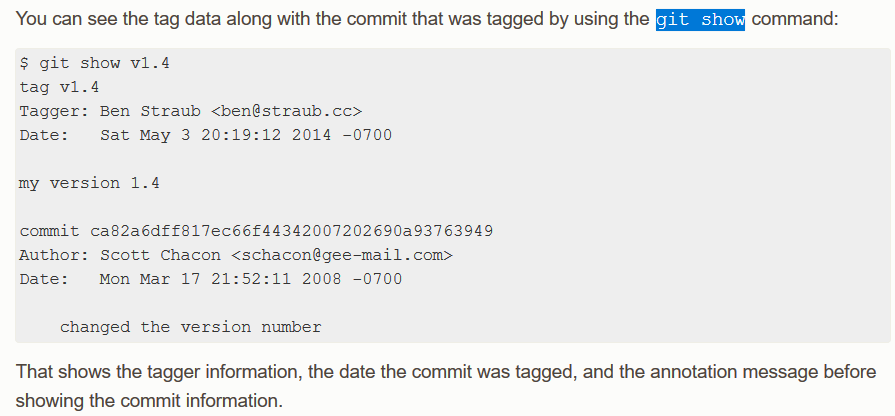 You can see the tag data along with the commit that was tagged by using the git show command:
$ git show v1.4
tag v1.4
Tagger: Ben Straub <ben@straub.cc>
Date:   Sat May 3 20:19:12 2014 -0700
my version 1.4
commit ca82a6dff817ec66f44342007202690a93763949
Author: Scott Chacon <schacon@gee-mail.com>
Date:   Mon Mar 17 21:52:11 2008 -0700
    changed the version number
That shows the tagger information, the date the commit was tagged, and the annotation message before
showing the commit information.